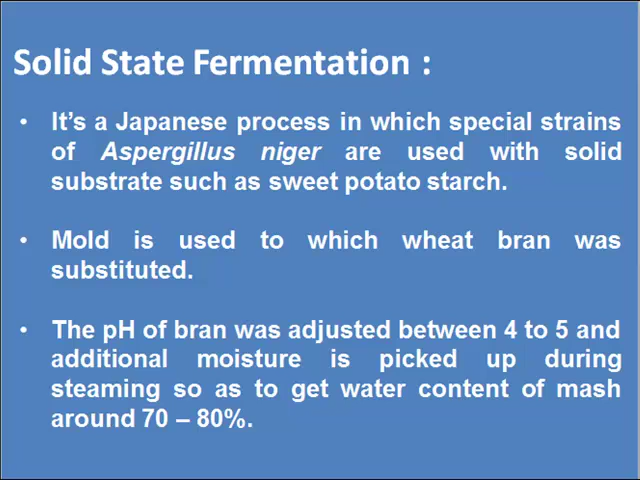 Solid State Fermentation :
• It's a Japanese process in which special strains
of Aspergillus niger are used with solid
substrate such as sweet potato starch.
• Mold is used to which wheat bran was
substituted.
• The pH of bran was adjusted between 4 to 5 and
additional moisture is picked up during
steaming so as to get water content of mash
around 70 – 80%.